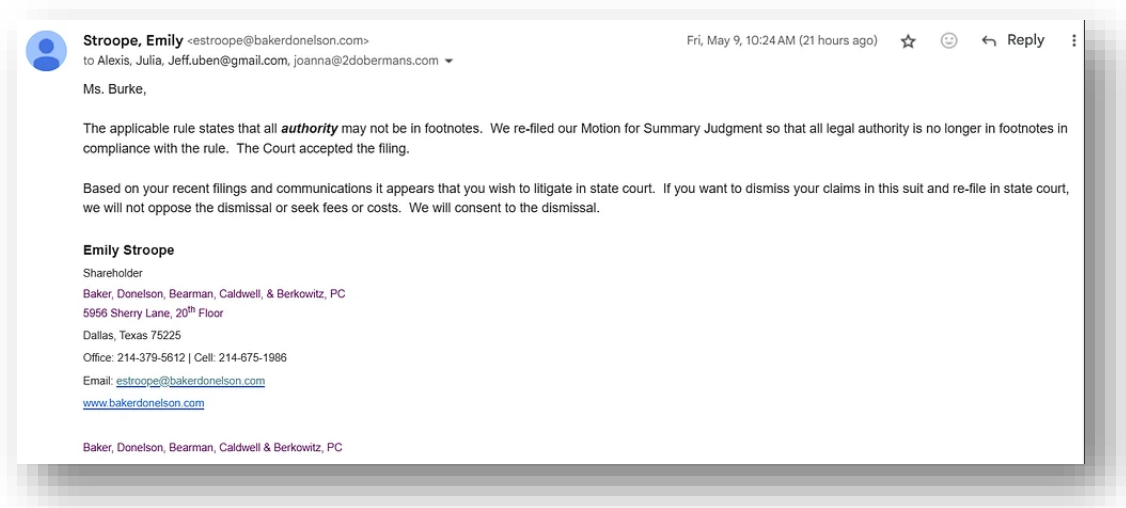 Stroope, Emily <estroope@bakerdonelson.com>
Fri, May 9, 10:24 AM (21 hours ago)
Reply
to Alexis, Julia, Jeff.uben@gmail.com, joanna@2dobermans.com
Ms. Burke,
The applicable rule states that all authority may not be in footnotes. We re-filed our Motion for Summary Judgment so that all legal authority is no longer in footnotes in
compliance with the rule. The Court accepted the filing.
Based on your recent filings and communications it appears that you wish to litigate in state court. If you want to dismiss your claims in this suit and re-file in state court,
we will not oppose the dismissal or seek fees or costs. We will consent to the dismissal.
Emily Stroope
Shareholder
Baker, Donelson, Bearman, Caldwell, & Berkowitz, PC
5956 Sherry Lane, 20th Floor
Dallas, Texas 75225
Office: 214-379-5612 | Cell: 214-675-1986
Email: estroope@bakerdonelson.com
www.bakerdonelson.com
Baker, Donelson, Bearman, Caldwell & Berkowitz, PC